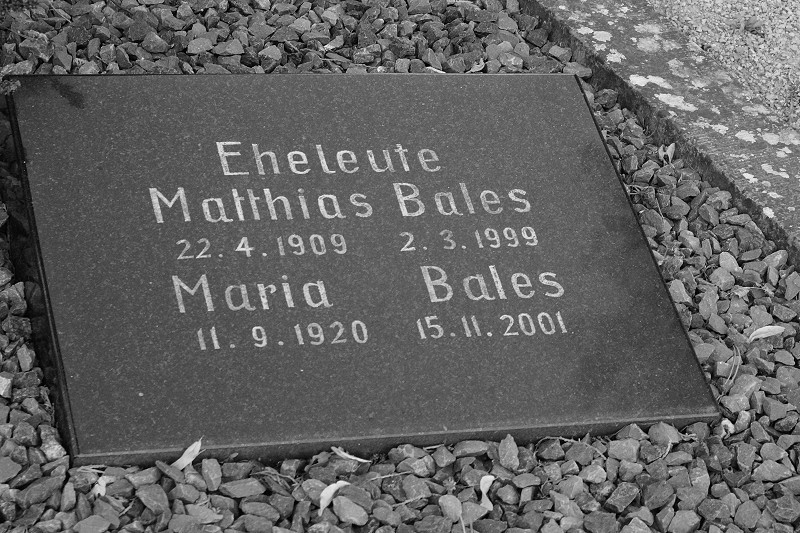 Eheleute
Matthias Bales
22.4.1909 2.3.1999
Maria Bales
11.9.1920 15.11.2001